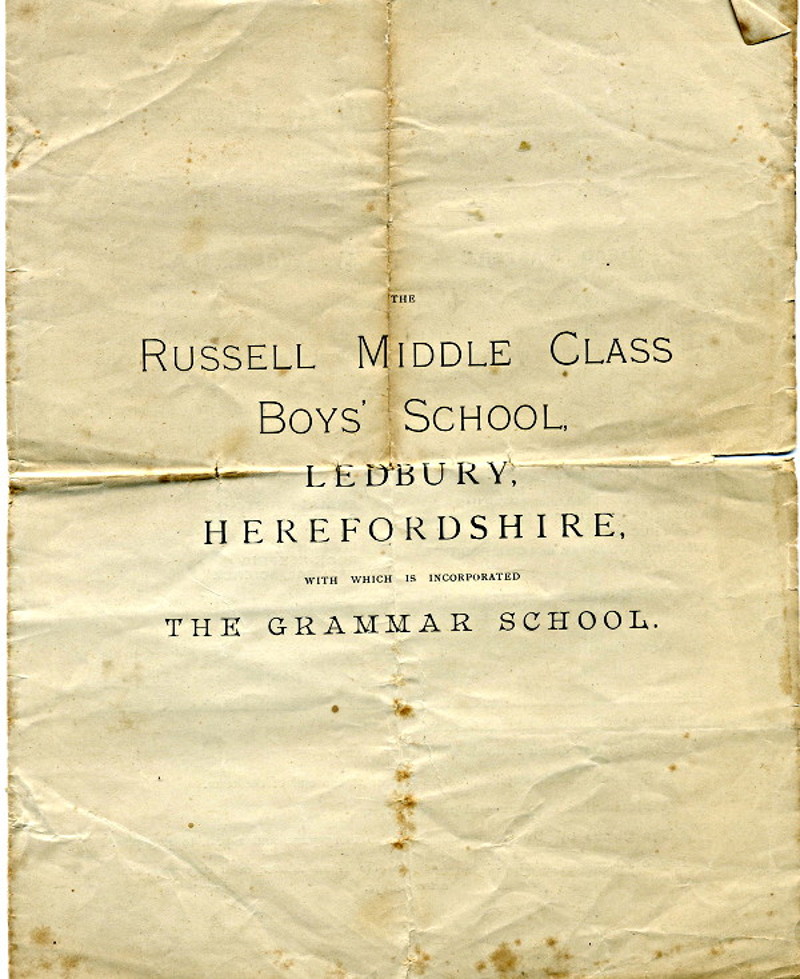 THE
RUSSELL MIDDLE CLASS
BOYS' SCHOOL,
LEDBURY,
HEREFORDSHIRE,
WITH WHICH IS INCORPORATED
THE GRAMMAR SCHOOL.